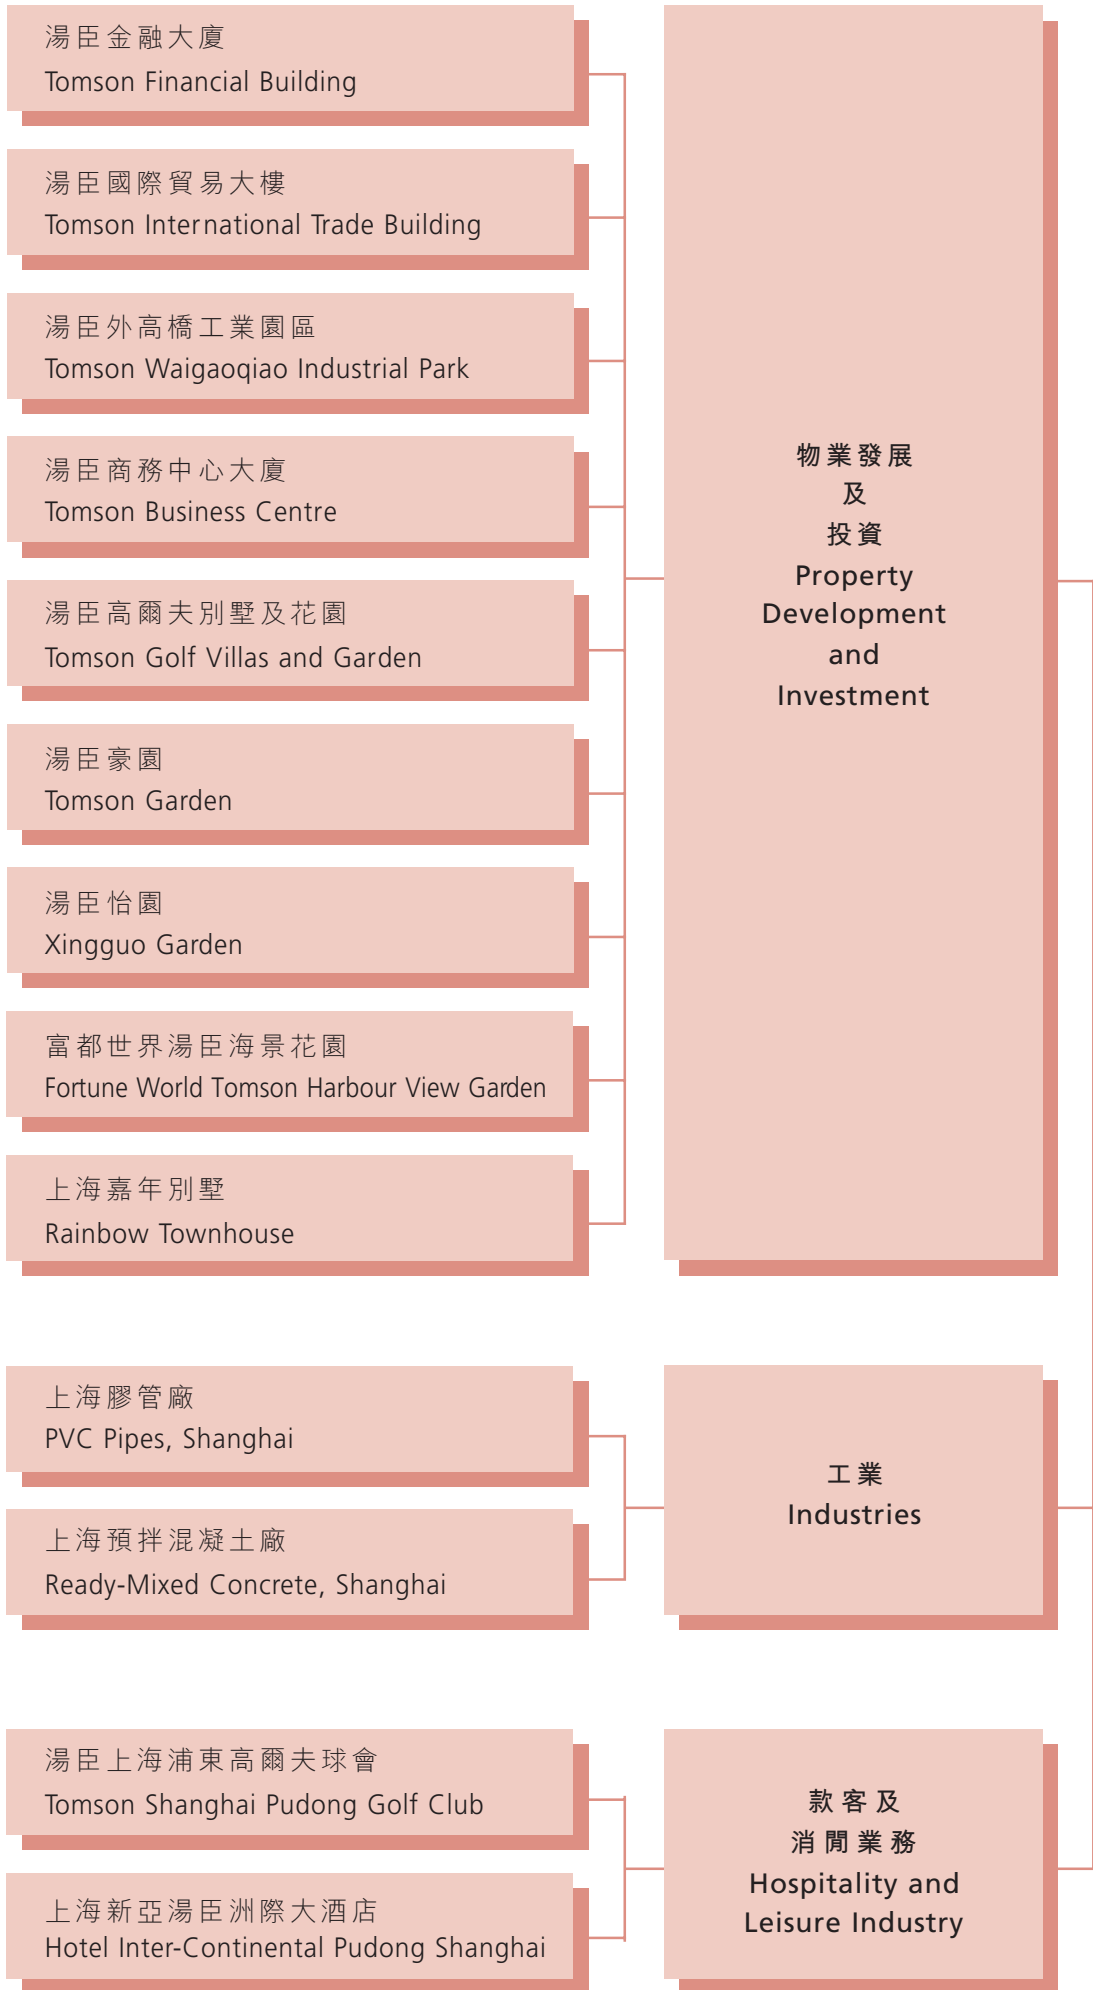 湯臣金融大廈
Tomson Financial Building
湯臣國際貿易大樓
Tomson International Trade Building
湯臣外高橋工業園區
Tomson Waigaoqiao Industrial Park
湯臣商務中心大廈
Tomson Business Centre
湯臣高爾夫別墅及花園
Tomson Golf Villas and Garden
湯臣豪園
Tomson Garden
湯臣怡園
Xingguo Garden
富都世界湯臣海景花園
Fortune World Tomson Harbour View Garden
上海嘉年別墅
Rainbow Townhouse
物業發展
及
投資
Property
Development
and
Investment
上海膠管廠
PVC Pipes, Shanghai
上海預拌混凝土廠
Ready-Mixed Concrete, Shanghai
工業
Industries
湯臣上海浦東高爾夫球會
Tomson Shanghai Pudong Golf Club
上海新亞湯臣洲際大酒店
Hotel Inter-Continental Pudong Shanghai
款客及
消閒業務
Hospitality and
Leisure Industry